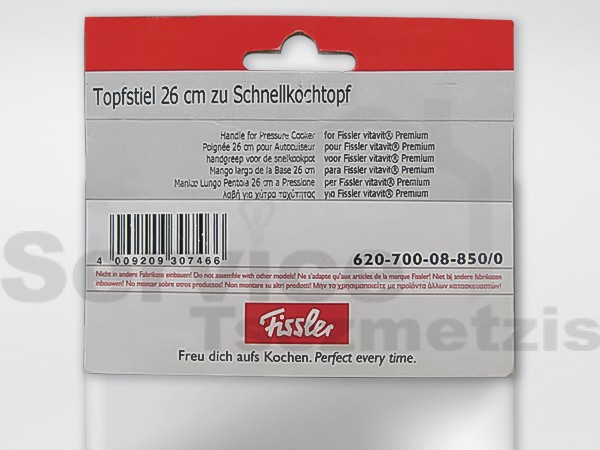 Topfstiel 26 cm zu Schnellkochtopf
Handle for Pressure Cooker for Fissler vitavit® Premium
Poignée 26 cm pour Autocuiseur pour Fissler vitavit® Premium
handgreep voor de snelkookpot voor Fissler vitavit® Premium
Mango largo de la Base 26 cm para Fissler vitavit® Premium
Manico Lungo Pentola 26 cm a Pressione per Fissler vitavit® Premium
λαβή για χύτρα ταχύτητας για Fissler vitavit® Premium
4 009209 307466
620-700-08-850/0
Nicht in andere Fabrikate einbauen! Do not assemble with other models! Ne s'adapte qu'aux articles de la marque Fissler! Niet bij andere fabrikaten
inbouwen! No montar sobre otros productos! Non montare su altri prodotti! Μην το χρησιμοποιείτε με προϊόντα άλλων κατασκευαστών!
Service
Tsszmetzis
Fissler
Freu dich aufs Kochen. Perfect every time.